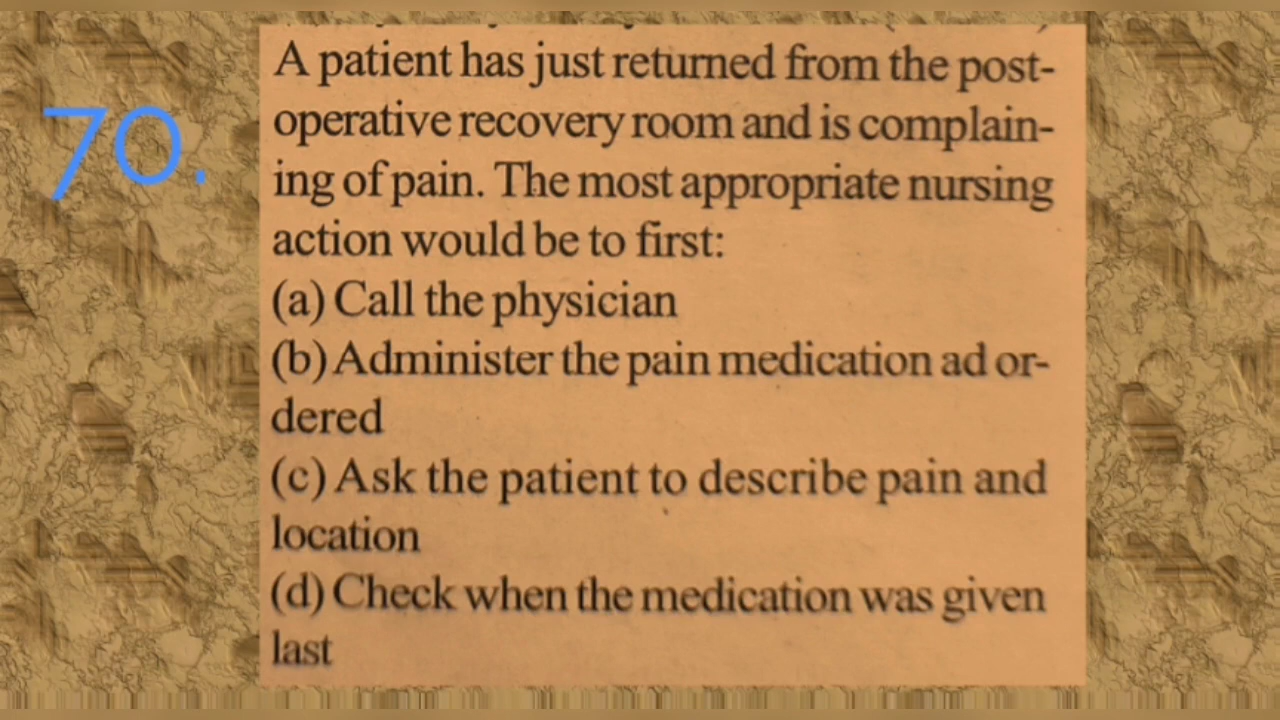 70.
A patient has just returned from the post-
operative recovery room and is complain-
ing of pain. The most appropriate nursing
action would be to first:
(a) Call the physician
(b) Administer the pain medication ad or-
dered
(c) Ask the patient to describe pain and
location
(d) Check when the medication was given
last